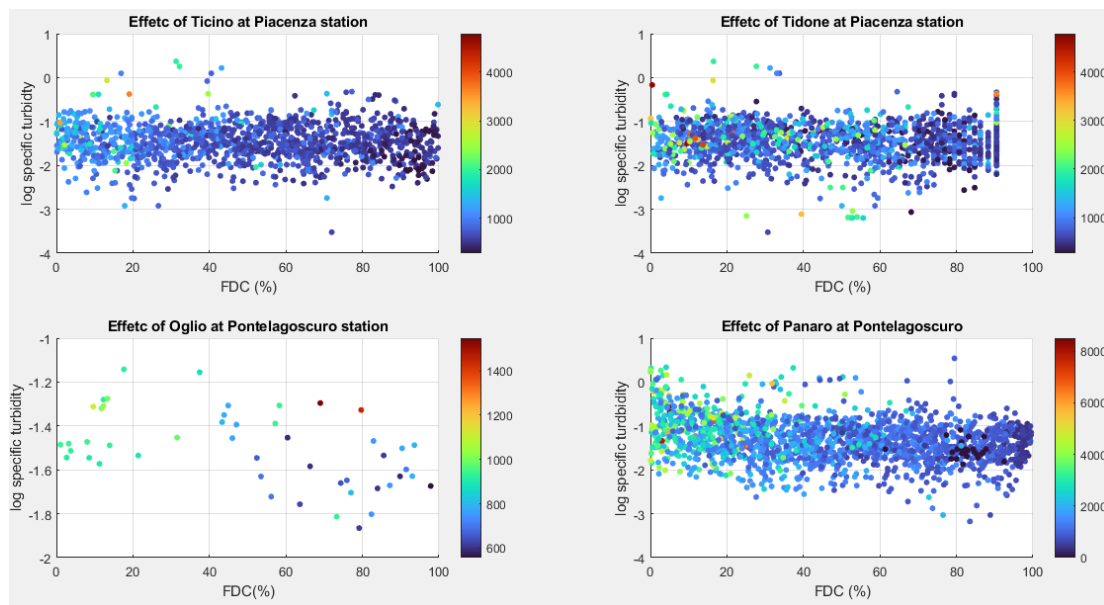 Effetc of Ticino at Piacenza station
1
0
-1
-2
-3
-4
log specific turbidity
0 20 40 60 80 100
FDC (%)
4000
3000
2000
1000
Effetc of Tidone at Piacenza station
1
0
-1
-2
-3
-4
log specific turbidity
0 20 40 60 80 100
FDC (%)
4000
3000
2000
1000
Effetc of Oglio at Pontelagoscuro station
-1
-1.2
-1.4
-1.6
-1.8
-2
log specific turbidity
0 20 40 60 80 100
FDC(%)
1400
1200
1000
800
600
Effetc of Panaro at Pontelagoscuro
1
0
-1
-2
-3
-4
log specific turbidity
0 20 40 60 80 100
FDC (%)
8000
6000
4000
2000
0